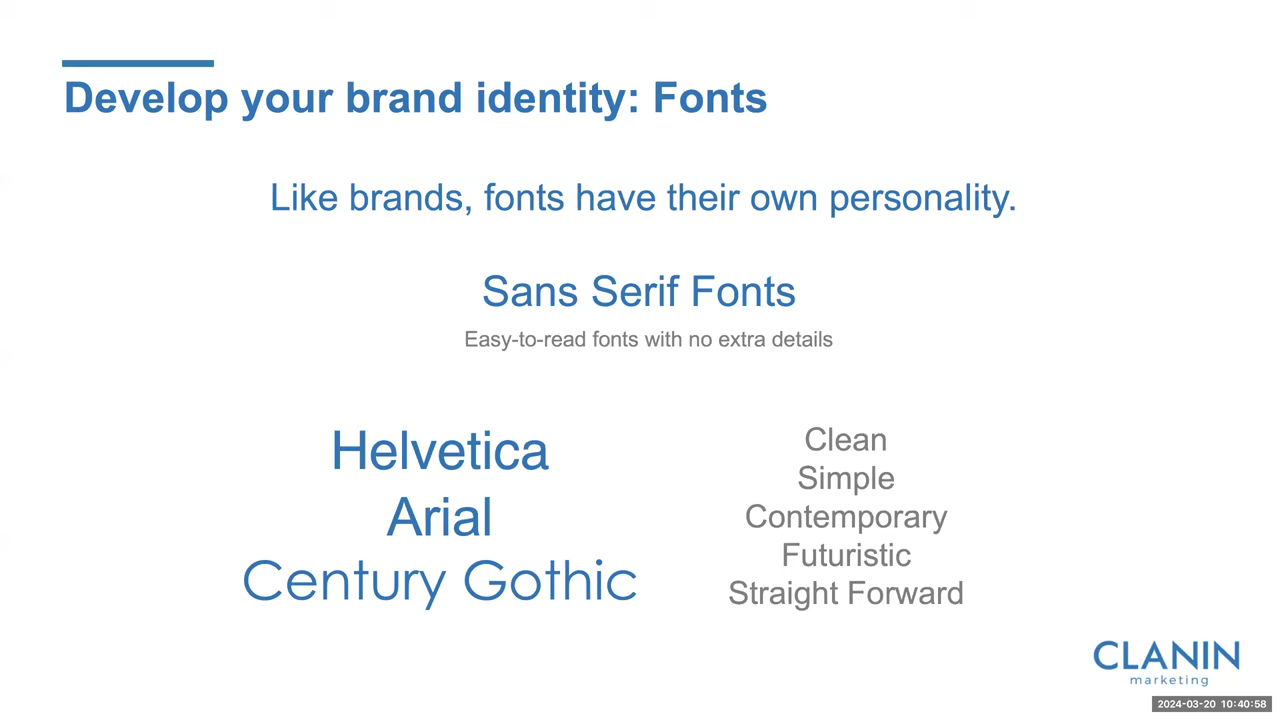 Develop your brand identity: Fonts
Like brands, fonts have their own personality.
Sans Serif Fonts
Easy-to-read fonts with no extra details
Helvetica
Arial
Century Gothic
Clean
Simple
Contemporary
Futuristic
Straight Forward
CLANIN
marketing
2024-03-20 10:40:58